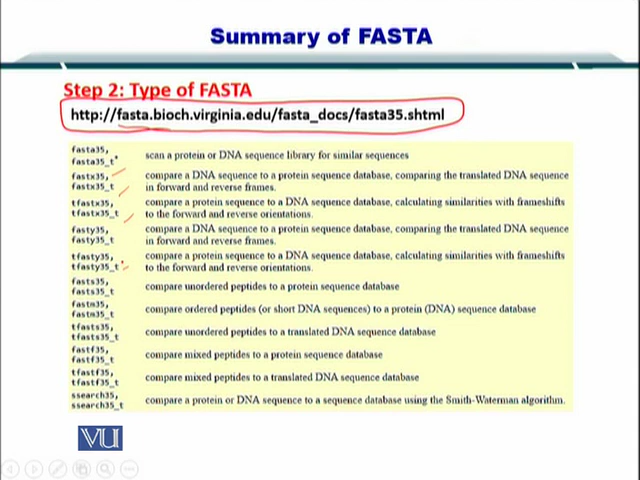 Summary of FASTA
Step 2: Type of FASTA
http://fasta.bioch.virginia.edu/fasta_docs/fasta35.shtml
fasta35,
fasta35_t
scan a protein or DNA sequence library for similar sequences
fastx35,
fastx35_t
compare a DNA sequence to a protein sequence database, comparing the translated DNA sequence
in forward and reverse frames.
tfastx35,
tfastx35_t
compare a protein sequence to a DNA sequence database, calculating similarities with frameshifts
to the forward and reverse orientations.
fasty35,
fasty35_t
compare a DNA sequence to a protein sequence database, comparing the translated DNA sequence
in forward and reverse frames.
tfasty35,
tfasty35_t
compare a protein sequence to a DNA sequence database, calculating similarities with frameshifts
to the forward and reverse orientations.
fasts35,
fasts35_t
compare unordered peptides to a protein sequence database
fastm35,
fastm35_t
compare ordered peptides (or short DNA sequences) to a protein (DNA) sequence database
tfasts35,
tfasts35_t
compare unordered peptides to a translated DNA sequence database
fastf35,
fastf35_t
compare mixed peptides to a protein sequence database
tfastf35,
tfastf35_t
compare mixed peptides to a translated DNA sequence database
ssearch35,
ssearch35_t
compare a protein or DNA sequence to a sequence database using the Smith-Waterman algorithm.
VU